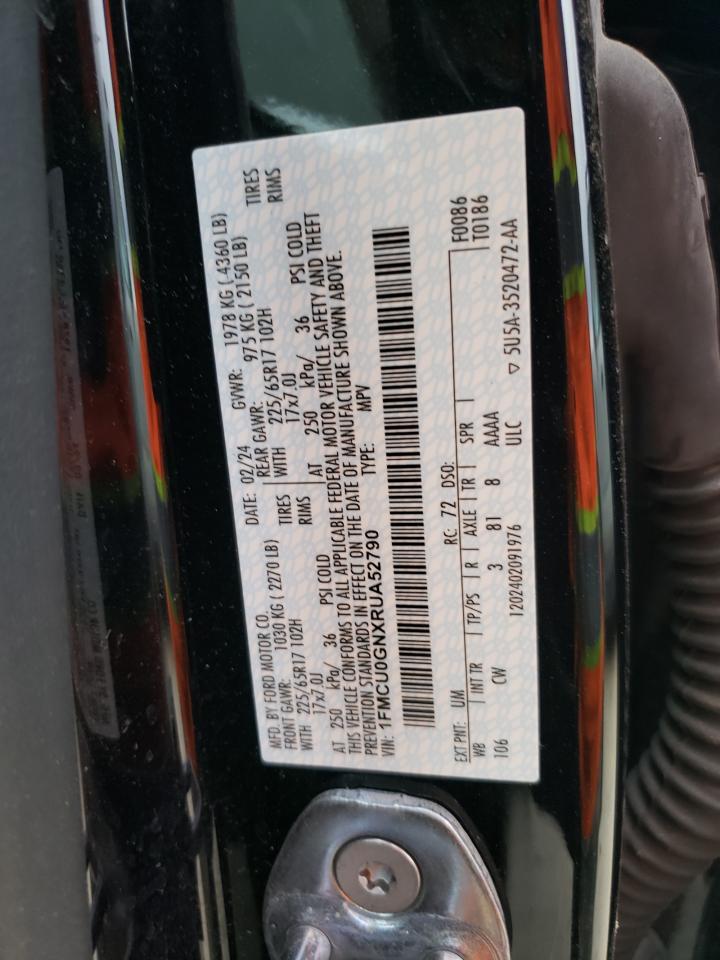 MFD. BY FORD MOTOR CO.
DATE: 02/24 GVWR: 1978 KG ( 4360 LB)
FRONT GAWR: 1030 KG ( 2270 LB) REAR GAWR: 975 KG ( 2150 LB)
WITH 225/65R17 102H TIRES WITH 225/65R17 102H TIRES
17x7.0J RIMS 17x7.0J RIMS
AT 250 kPa/ 36 PSI COLD AT 250 kPa/ 36 PSI COLD
THIS VEHICLE CONFORMS TO ALL APPLICABLE FEDERAL MOTOR VEHICLE SAFETY AND THEFT
PREVENTION STANDARDS IN EFFECT ON THE DATE OF MANUFACTURE SHOWN ABOVE.
VIN: 1FMCU0GNXRUA52790 TYPE: MPV
F0086
EXT PNT: UM RC: 72 DSO: T0186
WB INT TR TP/PS R AXLE TR SPR
106 CW 3 81 8 AAAA
1202402091976 ULC ▽ 5U5A-3520472-AA